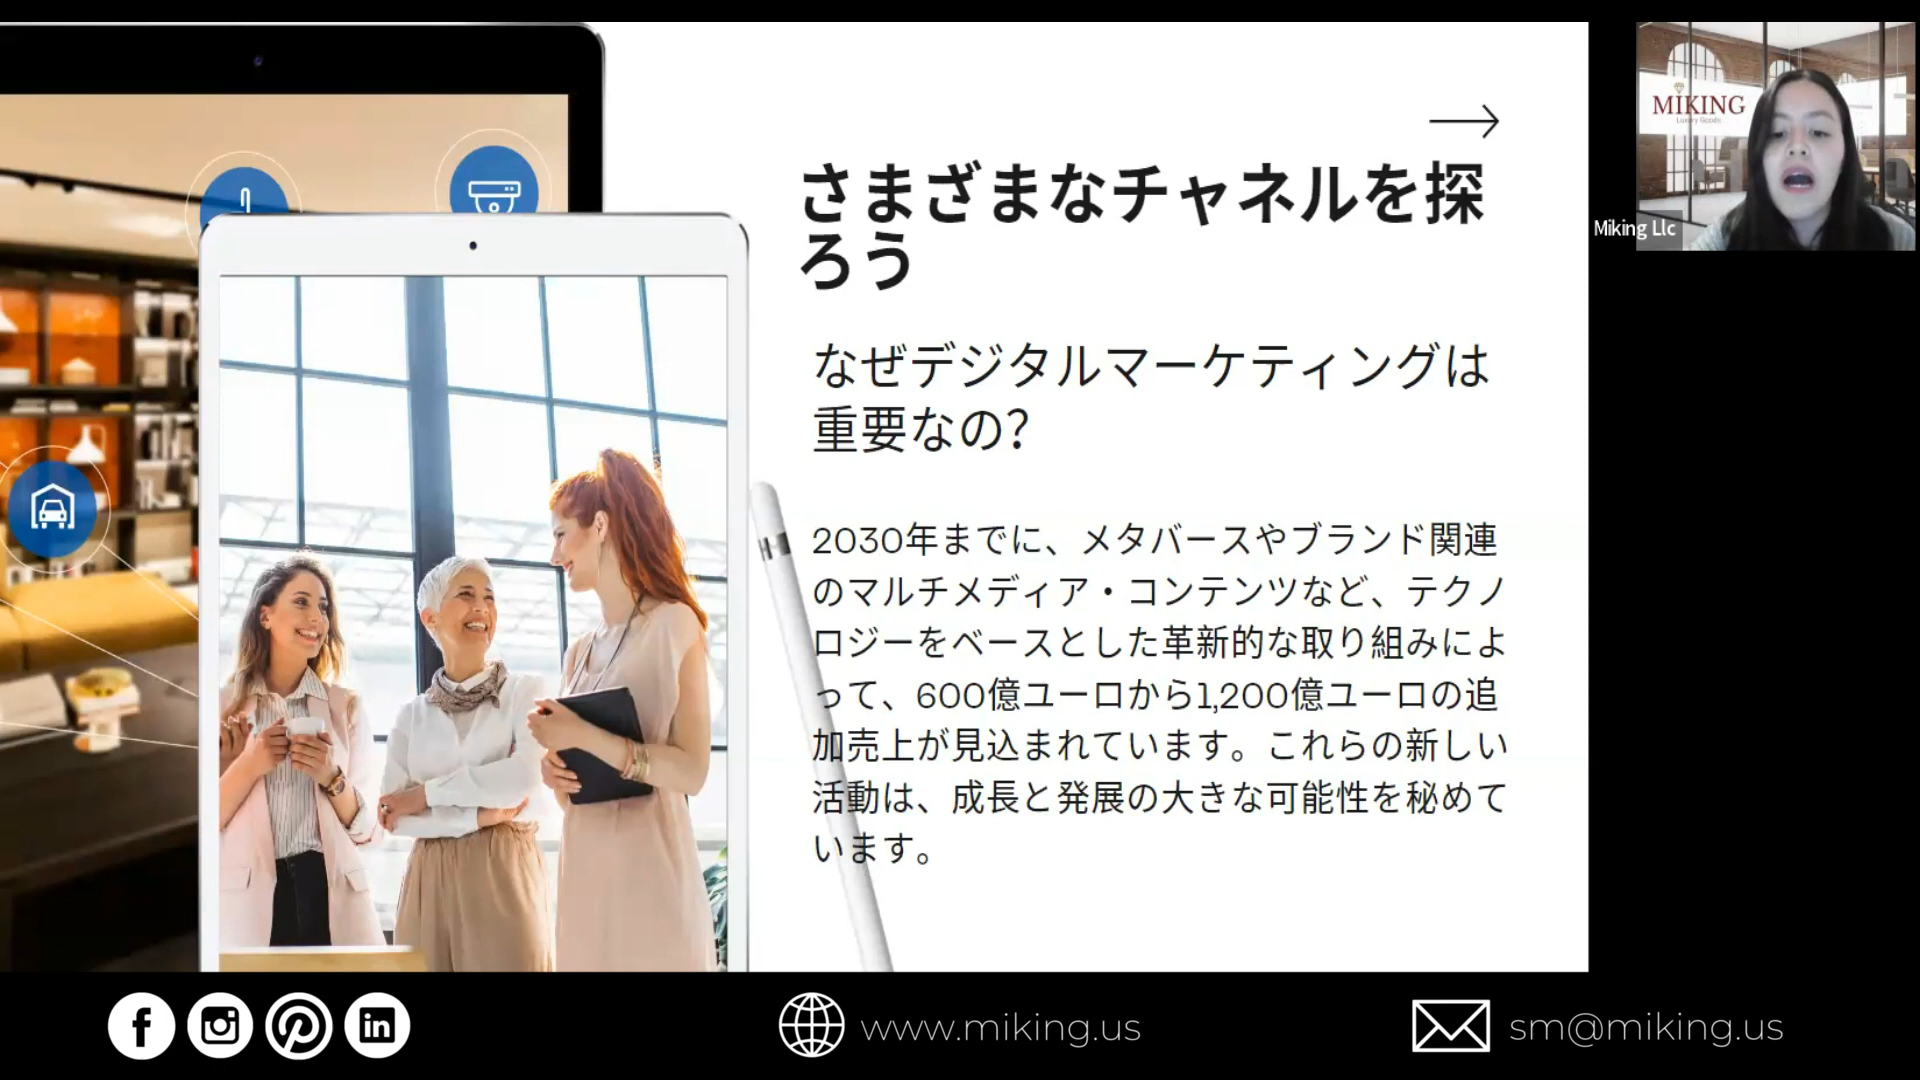 さまざまなチャネルを探
ろう
なぜデジタルマーケティングは
重要なの?
2030年までに、メタバースやブランド関連
のマルチメディア・コンテンツなど、テクノ
ロジーをベースとした革新的な取り組みによ
って、600億ユーロから1,200億ユーロの追
加売上が見込まれています。これらの新しい
活動は、成長と発展の大きな可能性を秘めて
います。
MIKING
Luxury Goods
Miking Llc
www.miking.us
sm@miking.us